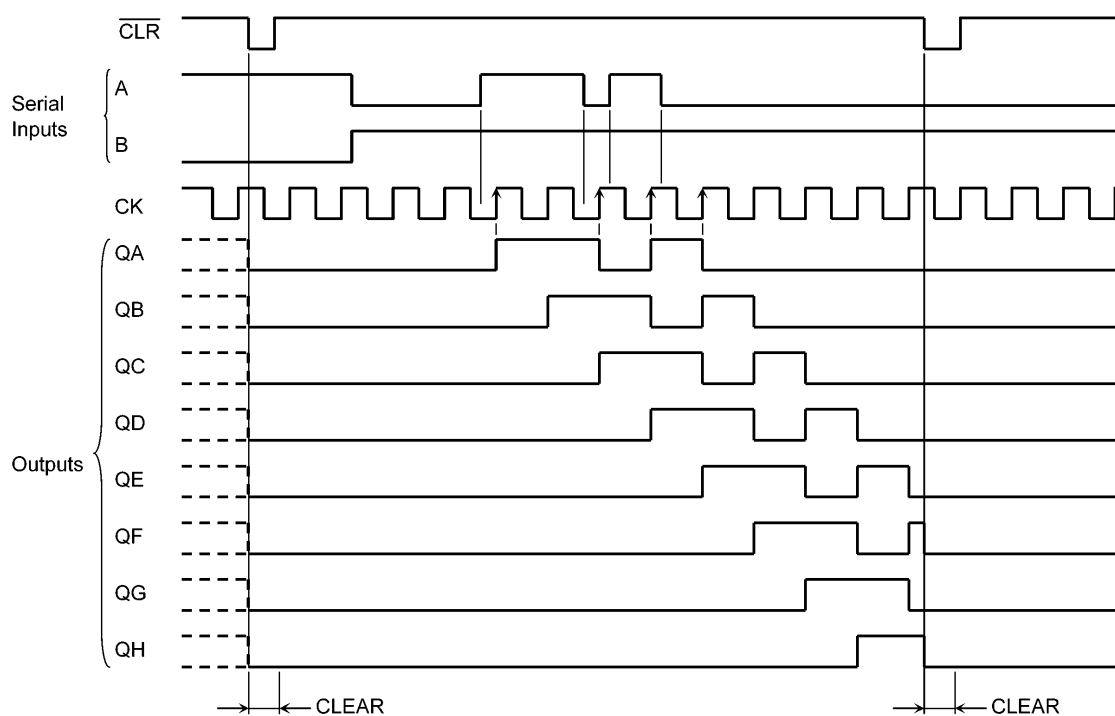 CLR
Serial
Inputs
A
B
CK
Outputs
QA
QB
QC
QD
QE
QF
QG
QH
CLEAR
CLEAR